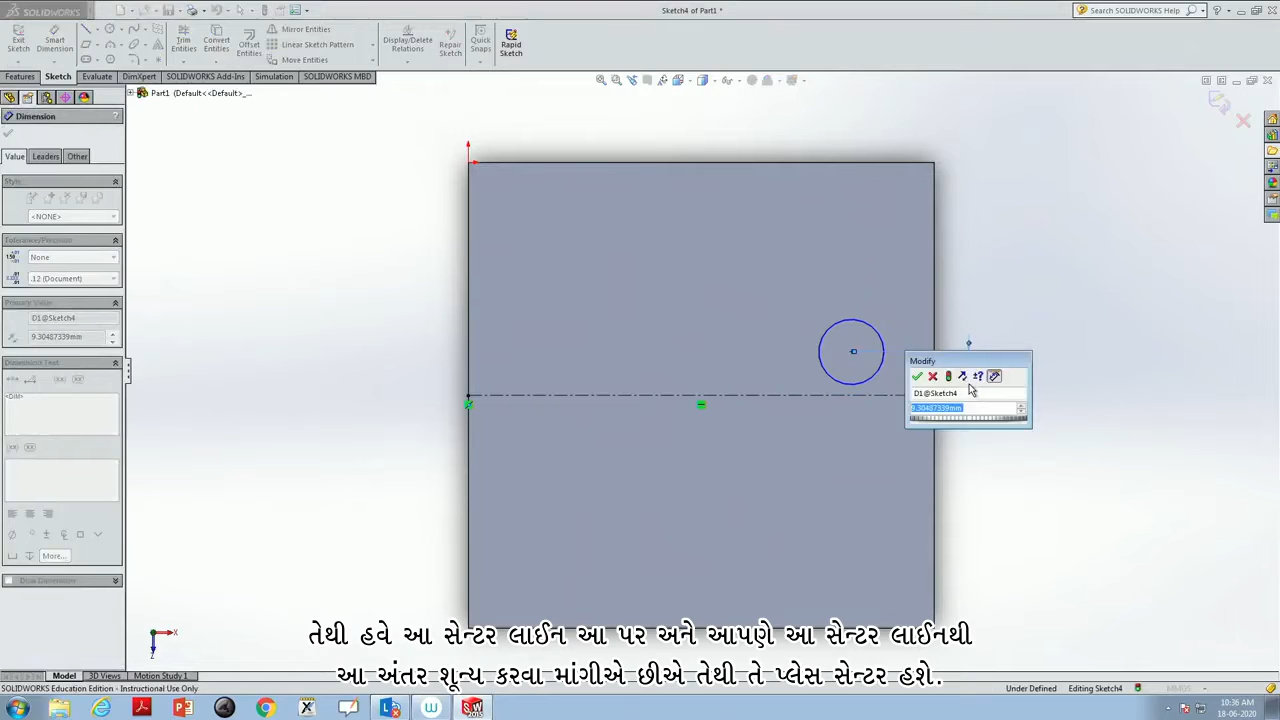 SOLIDWORKS
Sketch4 of Part1 *
Search SOLIDWORKS Help
Exit Sketch
Smart Dimension
Trim Entities
Convert Entities
Offset Entities
Mirror Entities
Linear Sketch Pattern
Move Entities
Display/Delete Relations
Repair Sketch
Quick Snaps
Rapid Sketch
Features Sketch Evaluate DimXpert SOLIDWORKS Add-Ins Simulation SOLIDWORKS MBD
Part1 (Default<<Default>_...
Dimension
Value Leaders Other
Style
<NONE>
Tolerance/Precision
None
.12 (Document)
Primary Value
D1@Sketch4
9.30487339mm
Dimension Text
<DIM>
More...
Dual Dimension
Modify
D1@Sketch4
9.30487339mm
તેથી હવે આ સેન્ટર લાઈન આ પર અને આપણે આ સેન્ટર લાઈનથી
આ અંતર શૂન્ય કરવા માંગીએ છીએ તેથી તે પ્લેસ સેન્ટર હશે.
Model 3D Views Motion Study 1
SOLIDWORKS Education Edition - Instructional Use Only
Under Defined Editing Sketch4 MMGS
10:36 AM
18-06-2020